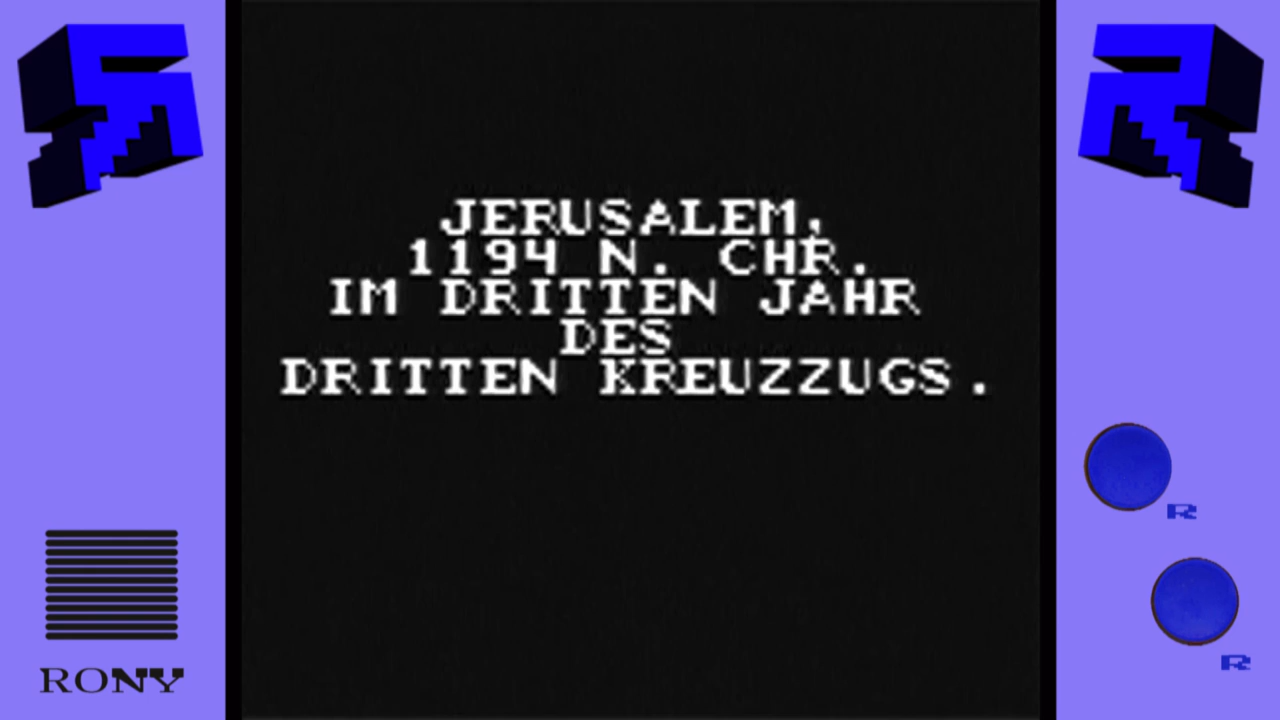 JERUSALEM,
1194 N. CHR.
IM DRITTEN JAHR
DES
DRITTEN KREUZZUGS.
R
R
RONY